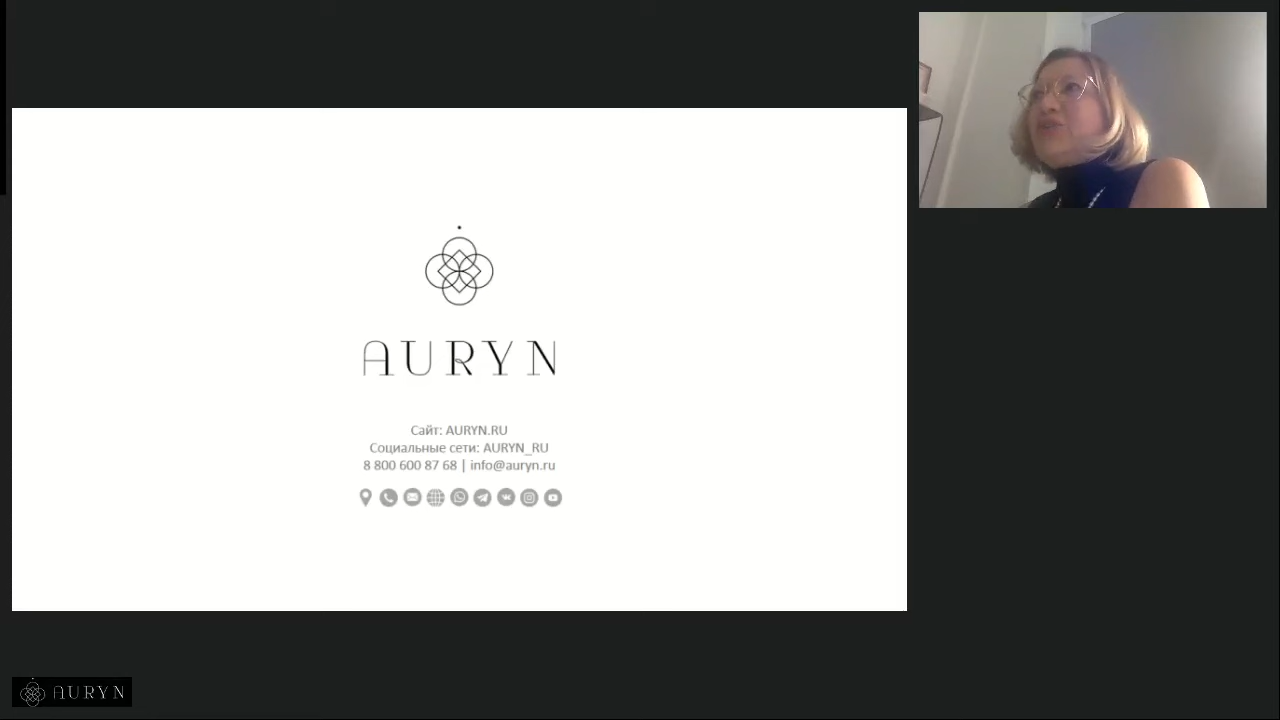 AURYN
Сайт: AURYN.RU
Социальные сети: AURYN_RU
8 800 600 87 68 | info@auryn.ru
AURYN